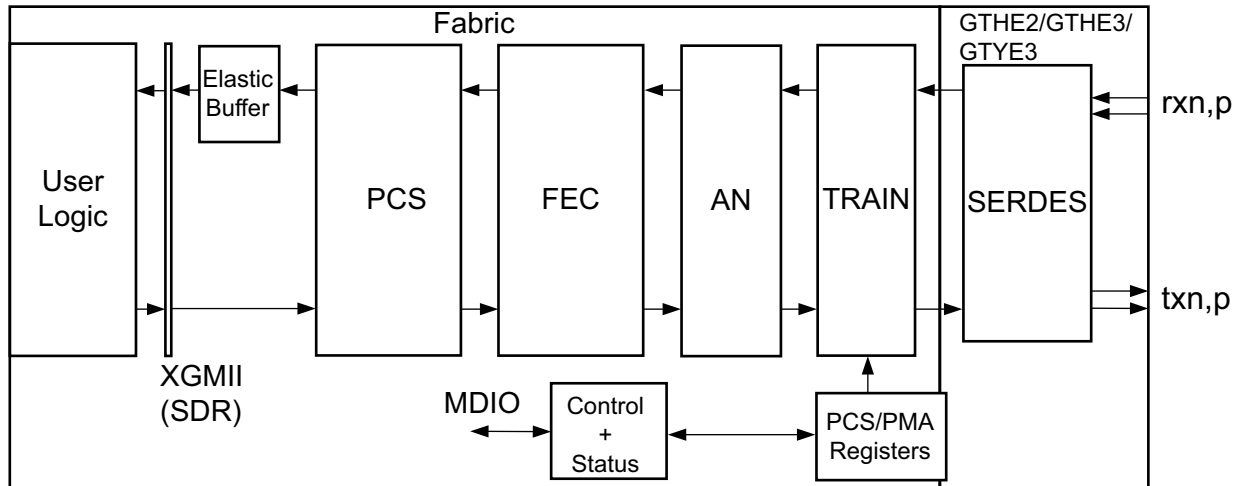 Fabric
GTHE2/GTHE3/
GTYE3
Elastic
Buffer
rxn,p
User
Logic
PCS
FEC
AN
TRAIN
SERDES
txn,p
XGMII
(SDR)
MDIO
Control
+
Status
PCS/PMA
Registers